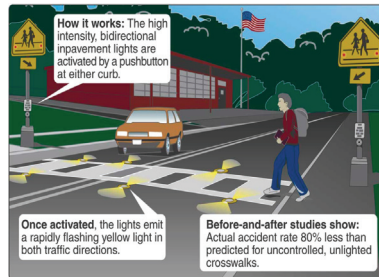 How it works: The high
intensity, bidirectional
inpavement lights are
activated by a pushbutton
at either curb.
Once activated, the lights emit
a rapidly flashing yellow light in
both traffic directions.
Before-and-after studies show:
Actual accident rate 80% less than
predicted for uncontrolled, unlighted
crosswalks.